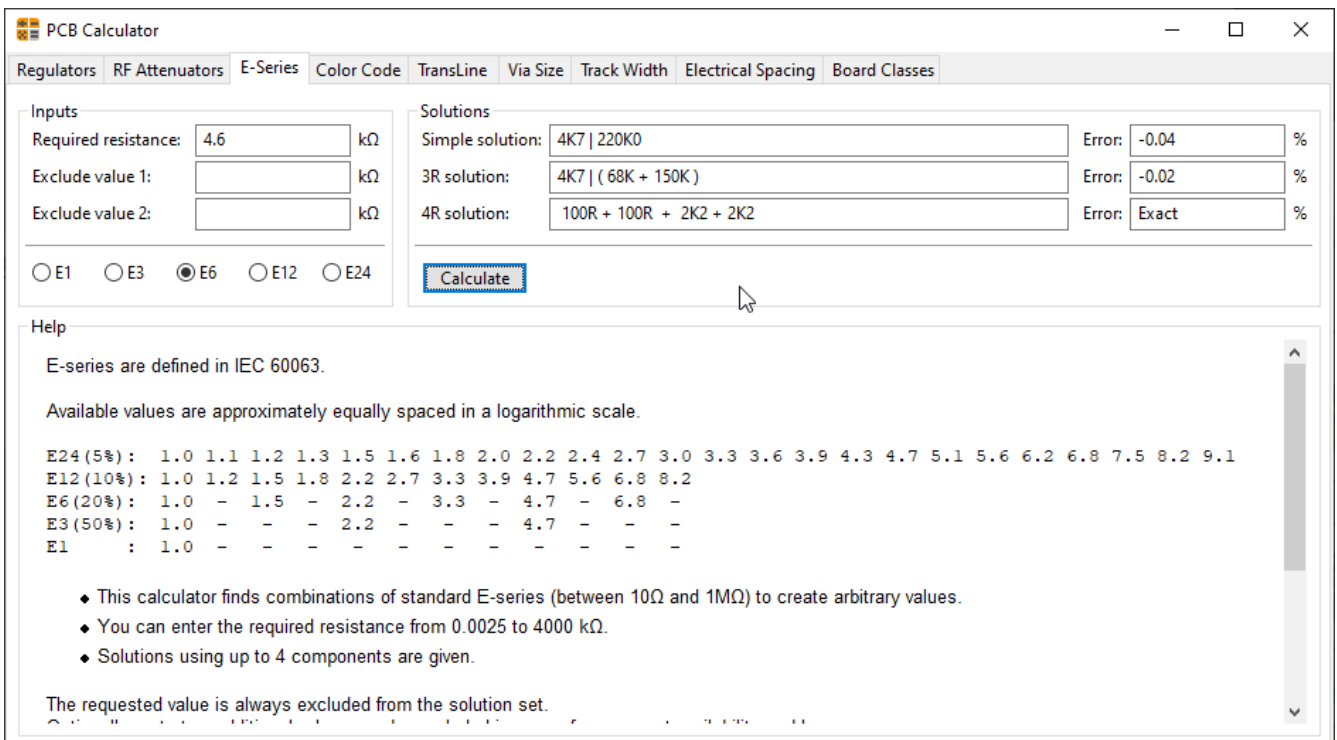 PCB Calculator
Regulators RF Attenuators E-Series Color Code TransLine Via Size Track Width Electrical Spacing Board Classes
Inputs
Required resistance: 4.6 kΩ
Exclude value 1: kΩ
Exclude value 2: kΩ
E1 E3 E6 E12 E24
Solutions
Simple solution: 4K7 | 220K0 Error: -0.04 %
3R solution: 4K7 | ( 68K + 150K ) Error: -0.02 %
4R solution: 100R + 100R + 2K2 + 2K2 Error: Exact %
Calculate
Help
E-series are defined in IEC 60063.
Available values are approximately equally spaced in a logarithmic scale.
E24(5%): 1.0 1.1 1.2 1.3 1.5 1.6 1.8 2.0 2.2 2.4 2.7 3.0 3.3 3.6 3.9 4.3 4.7 5.1 5.6 6.2 6.8 7.5 8.2 9.1
E12(10%): 1.0 1.2 1.5 1.8 2.2 2.7 3.3 3.9 4.7 5.6 6.8 8.2
E6(20%): 1.0 - 1.5 - 2.2 - 3.3 - 4.7 - 6.8 -
E3(50%): 1.0 - - - 2.2 - - - 4.7 - - -
E1 : 1.0 - - - - - - - - - - -
• This calculator finds combinations of standard E-series (between 10Ω and 1MΩ) to create arbitrary values.
• You can enter the required resistance from 0.0025 to 4000 kΩ.
• Solutions using up to 4 components are given.
The requested value is always excluded from the solution set.